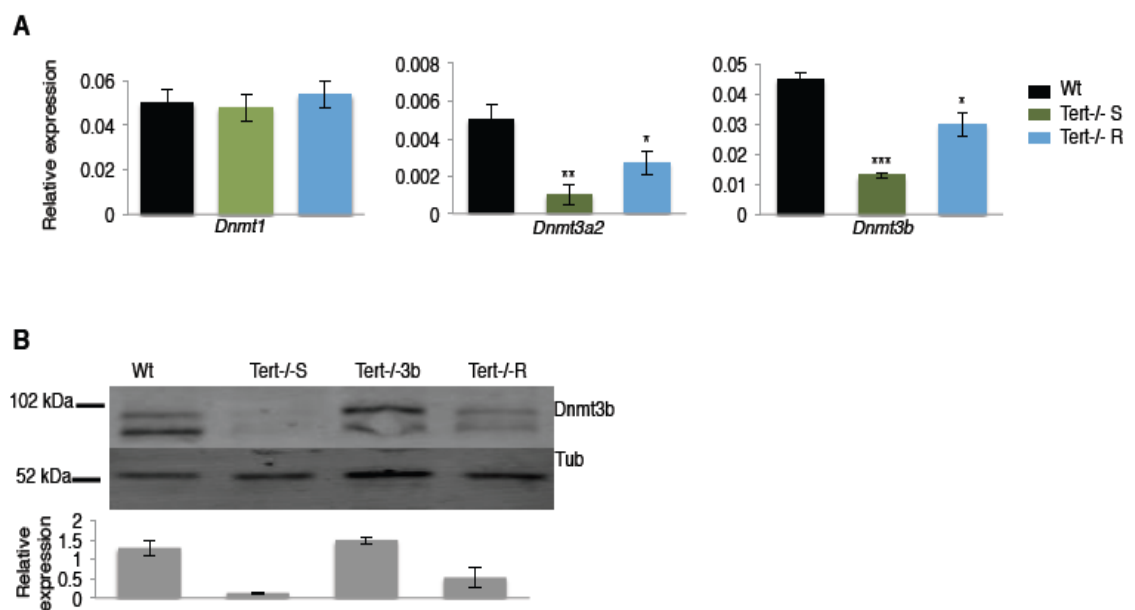 A
Relative expression
0.06
0.04
0.02
0
Dnmt1
0.008
0.006
0.004
0.002
0
**
*
Dnmt3a2
0.05
0.04
0.03
0.02
0.01
0
***
*
Dnmt3b
Wt
Tert-/- S
Tert-/- R
B
Wt Tert-/-S Tert-/-3b Tert-/-R
102 kDa
Dnmt3b
Tub
52 kDa
Relative
expression
2
1.5
1
0.5
0